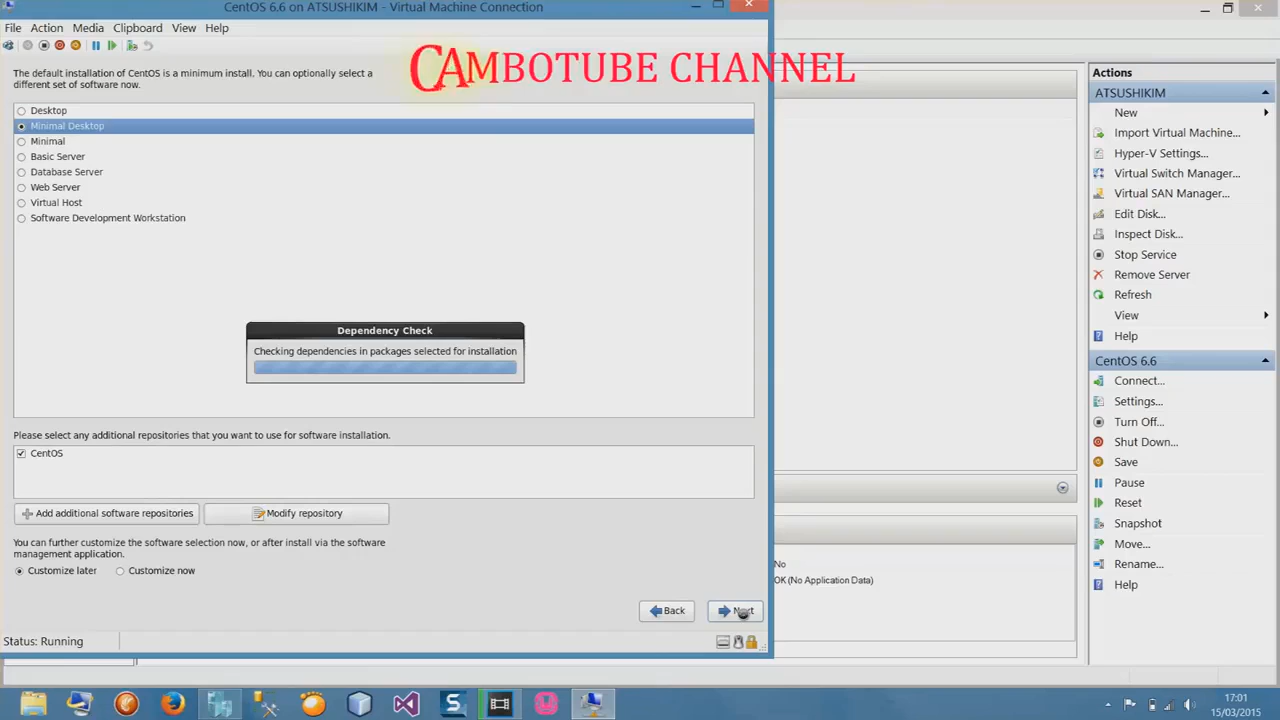 CentOS 6.6 on ATSUSHIKIM - Virtual Machine Connection
File Action Media Clipboard View Help
CAMBOTUBE CHANNEL
The default installation of CentOS is a minimum install. You can optionally select a
different set of software now.
Desktop
Minimal Desktop
Minimal
Basic Server
Database Server
Web Server
Virtual Host
Software Development Workstation
Dependency Check
Checking dependencies in packages selected for installation
Please select any additional repositories that you want to use for software installation.
CentOS
Add additional software repositories Modify repository
You can further customize the software selection now, or after install via the software
management application.
Customize later Customize now
Back Next
Status: Running
No
OK (No Application Data)
Actions
ATSUSHIKIM
New
Import Virtual Machine...
Hyper-V Settings...
Virtual Switch Manager...
Virtual SAN Manager...
Edit Disk...
Inspect Disk...
Stop Service
Remove Server
Refresh
View
Help
CentOS 6.6
Connect...
Settings...
Turn Off...
Shut Down...
Save
Pause
Reset
Snapshot
Move...
Rename...
Help
17:01
15/03/2015